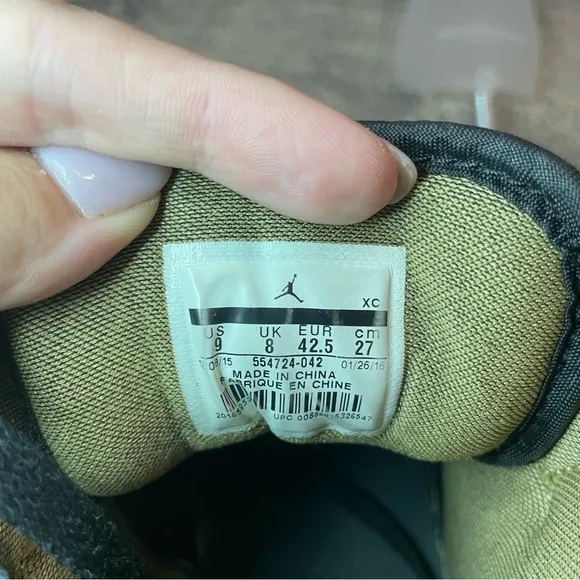 XC
US UK EUR cm
9 8 42.5 27
554724-042 01/26/16
MADE IN CHINA
FABRIQUE EN CHINE
UPC